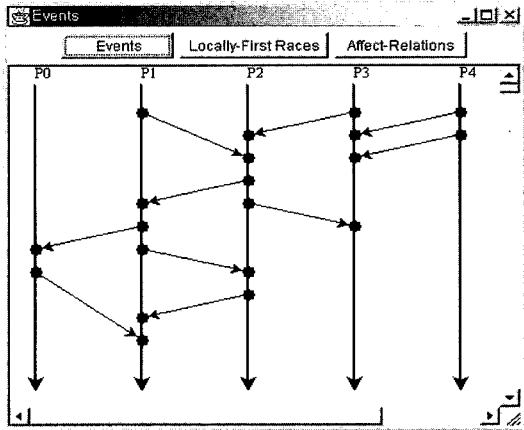 Events
Events Locally-First Races Affect-Relations
P0 P1 P2 P3 P4